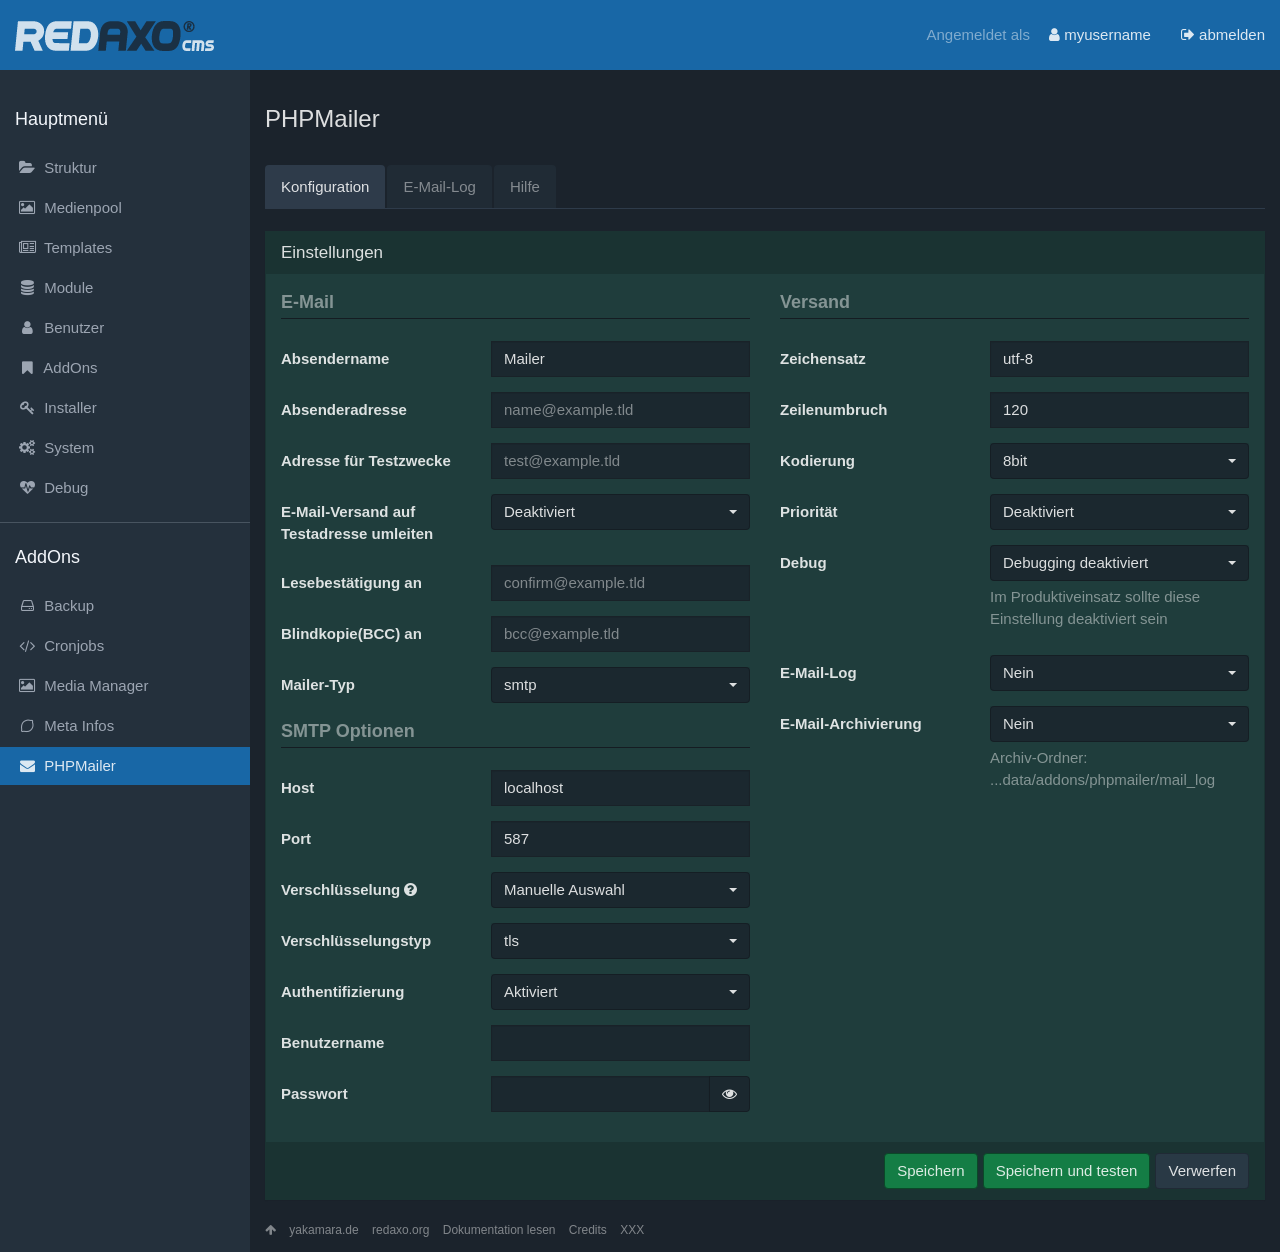 REDAXO® cms
Angemeldet als myusername abmelden
Hauptmenü
Struktur
Medienpool
Templates
Module
Benutzer
AddOns
Installer
System
Debug
AddOns
Backup
Cronjobs
Media Manager
Meta Infos
PHPMailer
PHPMailer
Konfiguration E-Mail-Log Hilfe
Einstellungen
E-Mail
Absendername Mailer
Absenderadresse name@example.tld
Adresse für Testzwecke test@example.tld
E-Mail-Versand auf Deaktiviert
Testadresse umleiten
Lesebestätigung an confirm@example.tld
Blindkopie(BCC) an bcc@example.tld
Mailer-Typ smtp
SMTP Optionen
Host localhost
Port 587
Verschlüsselung Manuelle Auswahl
Verschlüsselungstyp tls
Authentifizierung Aktiviert
Benutzername
Passwort
Versand
Zeichensatz utf-8
Zeilenumbruch 120
Kodierung 8bit
Priorität Deaktiviert
Debug Debugging deaktiviert
Im Produktiveinsatz sollte diese
Einstellung deaktiviert sein
E-Mail-Log Nein
E-Mail-Archivierung Nein
Archiv-Ordner:
...data/addons/phpmailer/mail_log
Speichern Speichern und testen Verwerfen
yakamara.de redaxo.org Dokumentation lesen Credits XXX